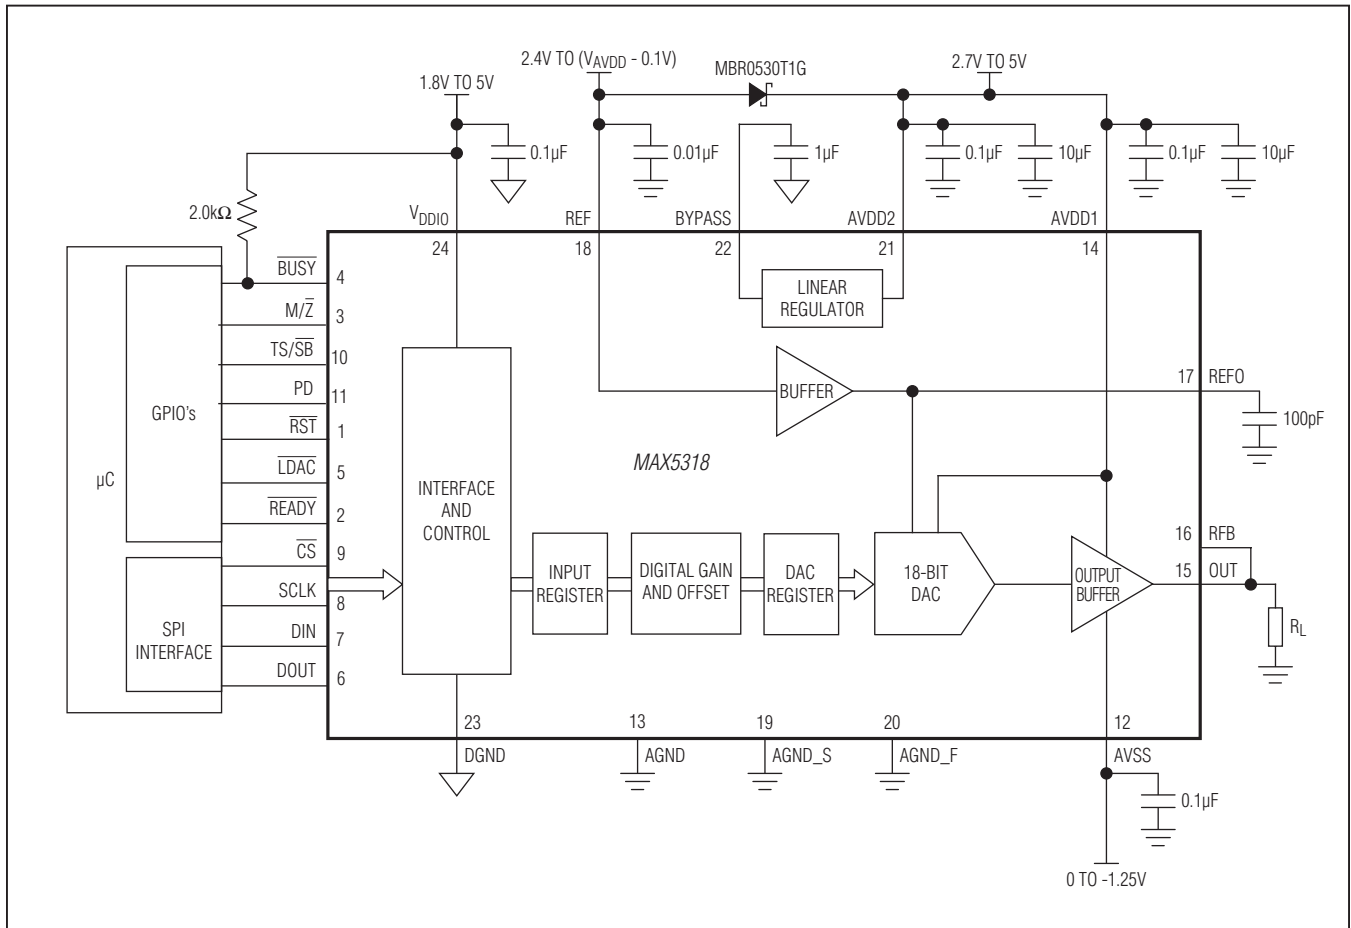 2.4V TO (VAVDD - 0.1V)
MBR0530T1G
2.7V TO 5V
1.8V TO 5V
0.1µF
0.01µF
1µF
0.1µF
10µF
0.1µF
10µF
2.0kΩ
VDDIO
REF
BYPASS
AVDD2
AVDD1
24
18
22
21
14
BUSY
4
M/Z
3
TS/SB
10
PD
11
RST
1
LDAC
5
READY
2
CS
9
SCLK
8
DIN
7
DOUT
6
GPIO's
µC
SPI
INTERFACE
LINEAR
REGULATOR
BUFFER
17
REFO
100pF
MAX5318
INTERFACE
AND
CONTROL
INPUT
REGISTER
DIGITAL GAIN
AND OFFSET
DAC
REGISTER
18-BIT
DAC
OUTPUT
BUFFER
16
RFB
15
OUT
RL
23
13
19
20
12
DGND
AGND
AGND_S
AGND_F
AVSS
0.1µF
0 TO -1.25V